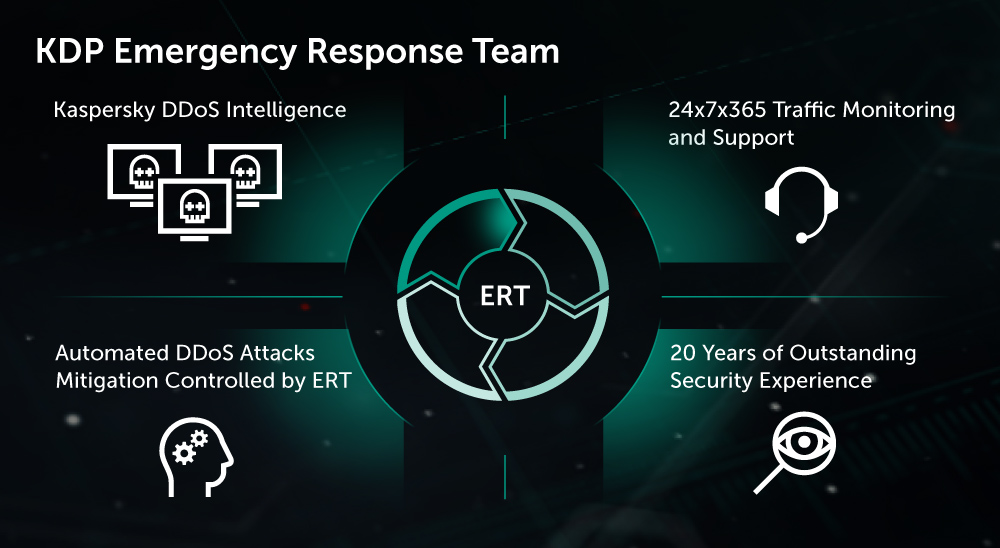 KDP Emergency Response Team
Kaspersky DDoS Intelligence
24x7x365 Traffic Monitoring
and Support
ERT
Automated DDoS Attacks
Mitigation Controlled by ERT
20 Years of Outstanding
Security Experience